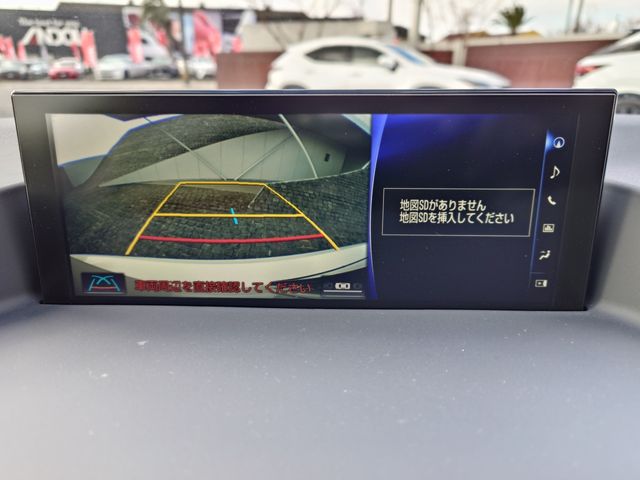 地図SDがありません
地図SDを挿入してください
車両周辺を直接確認してください